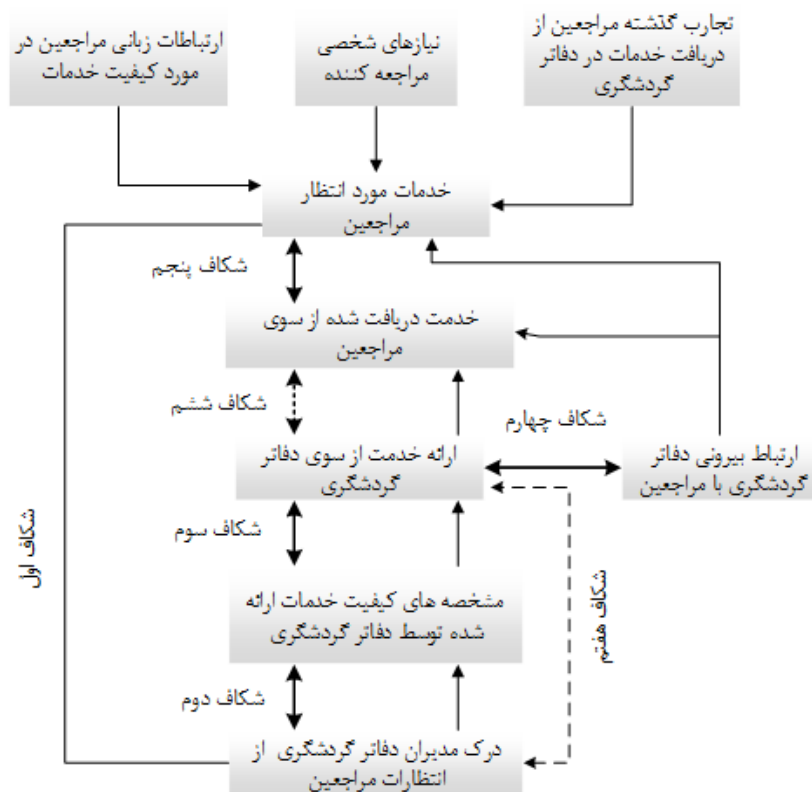 تجارب گذشته مراجعین از
دریافت خدمات در دفاتر
گردشگری
نیازهای شخصی
مراجعه کننده
ارتباطات زبانی مراجعین در
مورد کیفیت خدمات
خدمات مورد انتظار
مراجعین
شکاف پنجم
خدمت دریافت شده از سوی
مراجعین
شکاف ششم
شکاف چهارم
ارائه خدمت از سوی دفاتر
گردشگری
ارتباط بیرونی دفاتر
گردشگری با مراجعین
شکاف سوم
شکاف اول
شکاف هفتم
مشخصه های کیفیت خدمات ارائه
شده توسط دفاتر گردشگری
شکاف دوم
درک مدیران دفاتر گردشگری از
انتظارات مراجعین